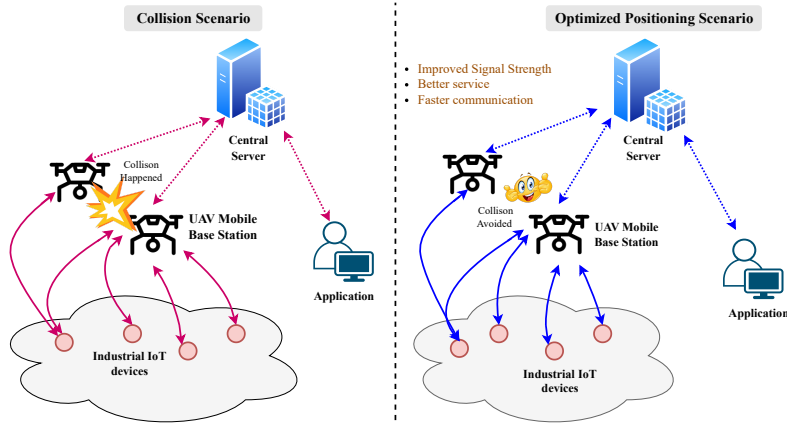 Collision Scenario
Central
Server
Collison
Happened
UAV Mobile
Base Station
Application
Industrial IoT
devices
Optimized Positioning Scenario
• Improved Signal Strength
• Better service
• Faster communication
Central
Server
Collision
Avoided
UAV Mobile
Base Station
Application
Industrial IoT
devices